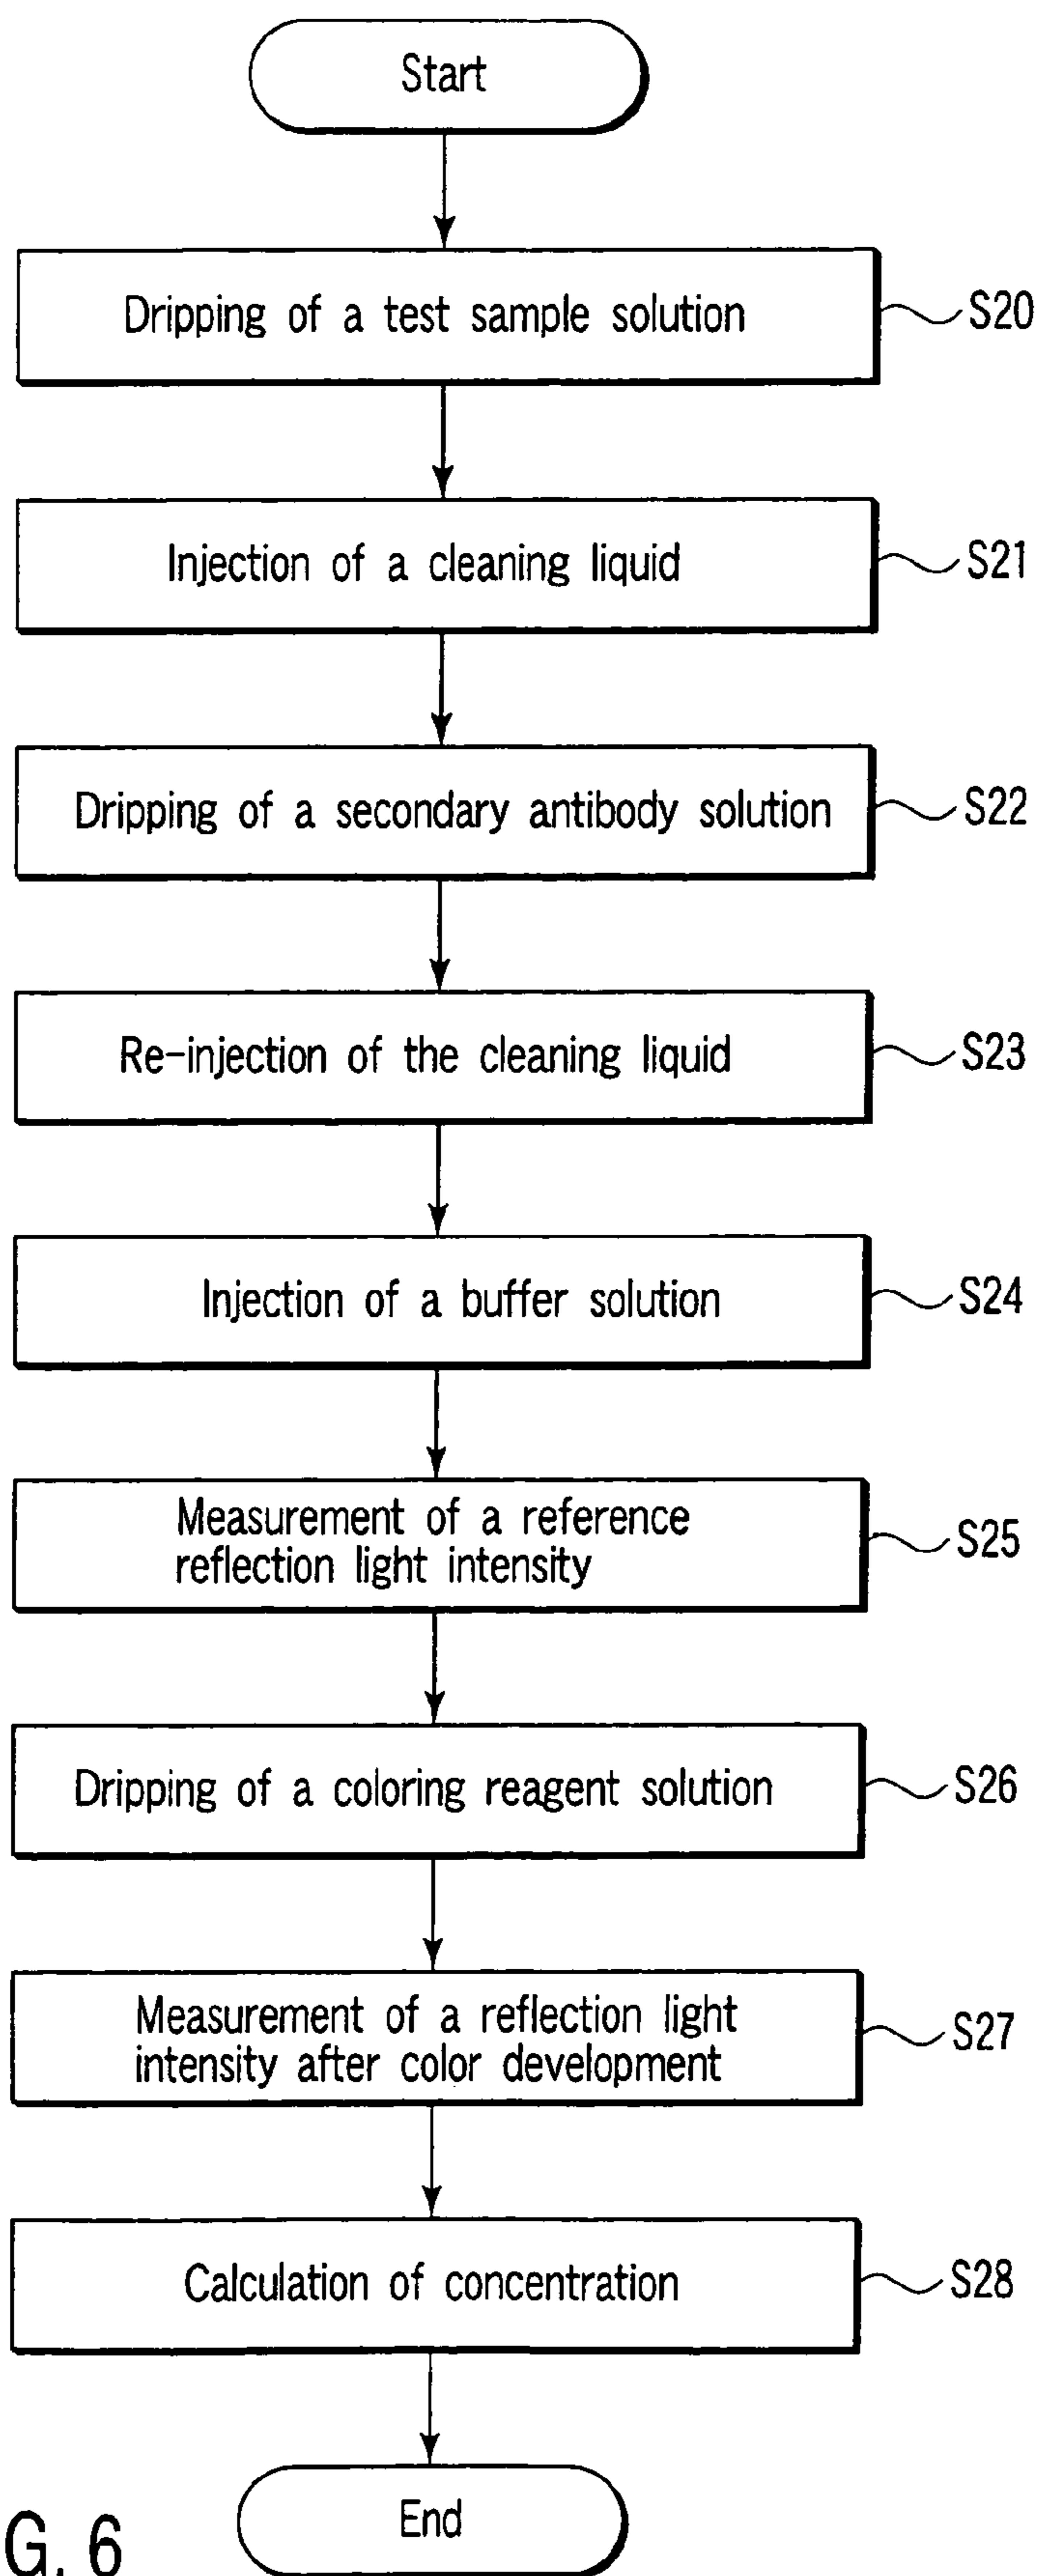 Start
Dripping of a test sample solution
S20
Injection of a cleaning liquid
S21
Dripping of a secondary antibody solution
S22
Re-injection of the cleaning liquid
S23
Injection of a buffer solution
S24
Measurement of a reference
reflection light intensity
S25
Dripping of a coloring reagent solution
S26
Measurement of a reflection light
intensity after color development
S27
Calculation of concentration
S28
End
G. 6